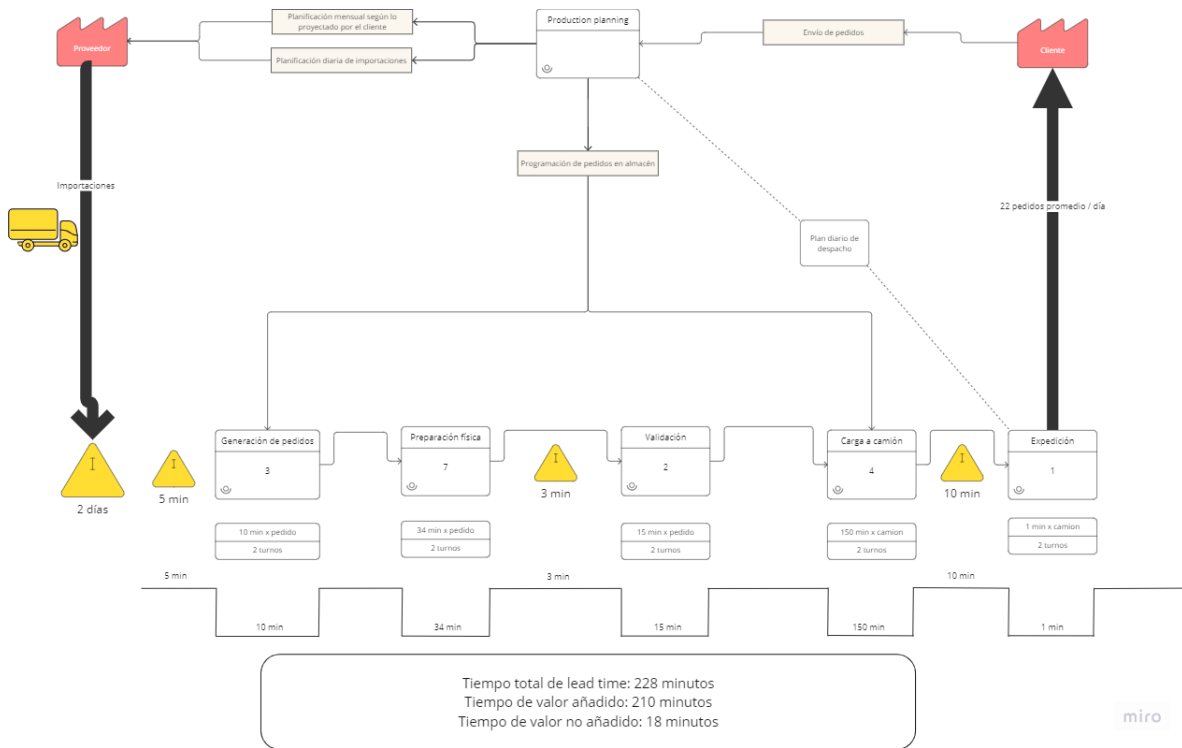 Planificación mensual según lo
proyectado por el cliente
Production planning
Envío de pedidos
Proveedor
Cliente
Planificación diaria de importaciones
Programación de pedidos en almacén
Importaciones
22 pedidos promedio / día
Plan diario de
despacho
Generación de pedidos
3
Preparación física
7
Validación
2
Carga a camión
4
Expedición
1
I
2 días
I
5 min
I
3 min
I
10 min
10 min x pedido
2 turnos
34 min x pedido
2 turnos
15 min x pedido
2 turnos
150 min x camion
2 turnos
1 min x camion
2 turnos
5 min
3 min
10 min
10 min
34 min
15 min
150 min
1 min
Tiempo total de lead time: 228 minutos
Tiempo de valor añadido: 210 minutos
Tiempo de valor no añadido: 18 minutos
miro